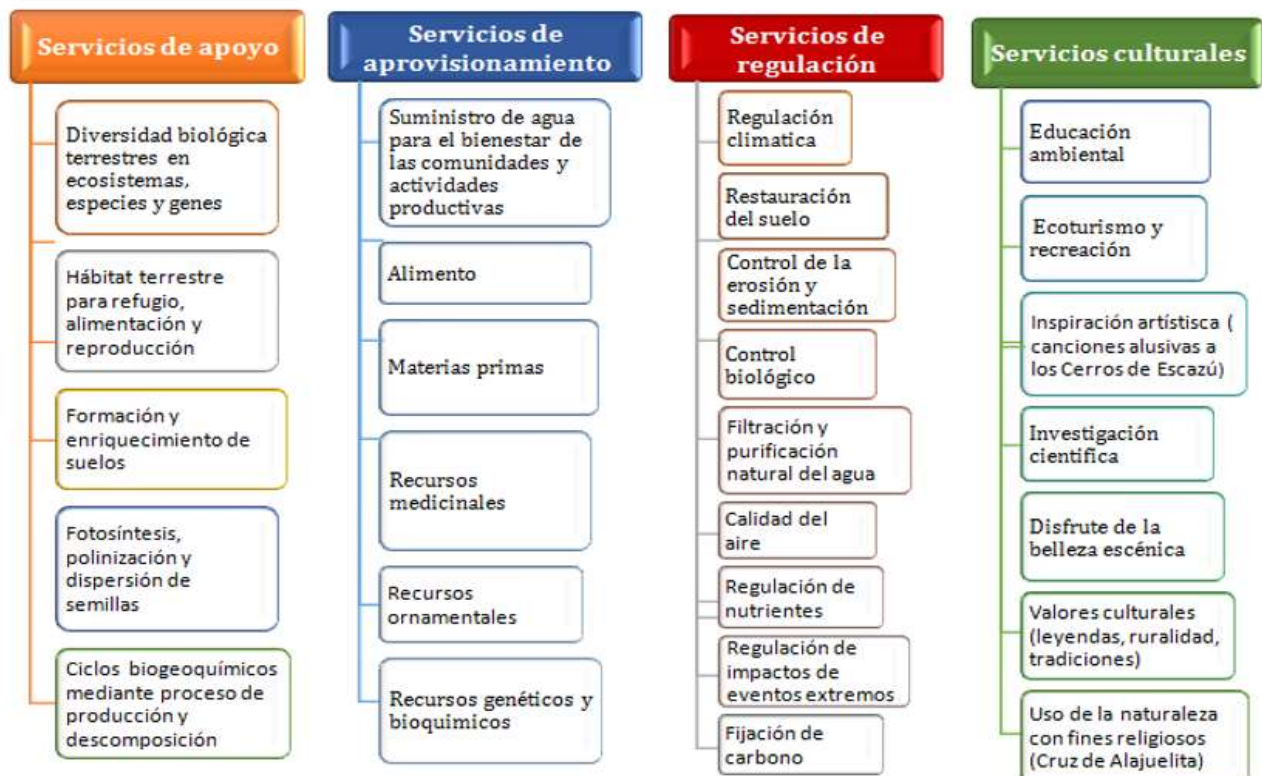 Servicios de apoyo
Diversidad biológica
terrestres en
ecosistemas,
especies y genes
Hábitat terrestre
para refugio,
alimentación y
reproducción
Formación y
enriquecimiento de
suelos
Fotosíntesis,
polinización y
dispersión de
semillas
Ciclos biogeoquímicos
mediante proceso de
producción y
descomposición
Servicios de
aprovisionamiento
Suministro de agua
para el bienestar de
las comunidades y
actividades
productivas
Alimento
Materias primas
Recursos
medicinales
Recursos
ornamentales
Recursos genéticos y
bioquimicos
Servicios de
regulación
Regulación
climatica
Restauración
del suelo
Control de la
erosión y
sedimentación
Control
biológico
Filtración y
purificación
natural del agua
Calidad del
aire
Regulación de
nutrientes
Regulación de
impactos de
eventos extremos
Fijación de
carbono
Servicios culturales
Educación
ambiental
Ecoturismo y
recreación
Inspiración artístisca (
canciones alusivas a
los Cerros de Escazú)
Investigación
cientifica
Disfrute de la
belleza escénica
Valores culturales
(leyendas, ruralidad,
tradiciones)
Uso de la naturaleza
con fines religiosos
(Cruz de Alajuelita)